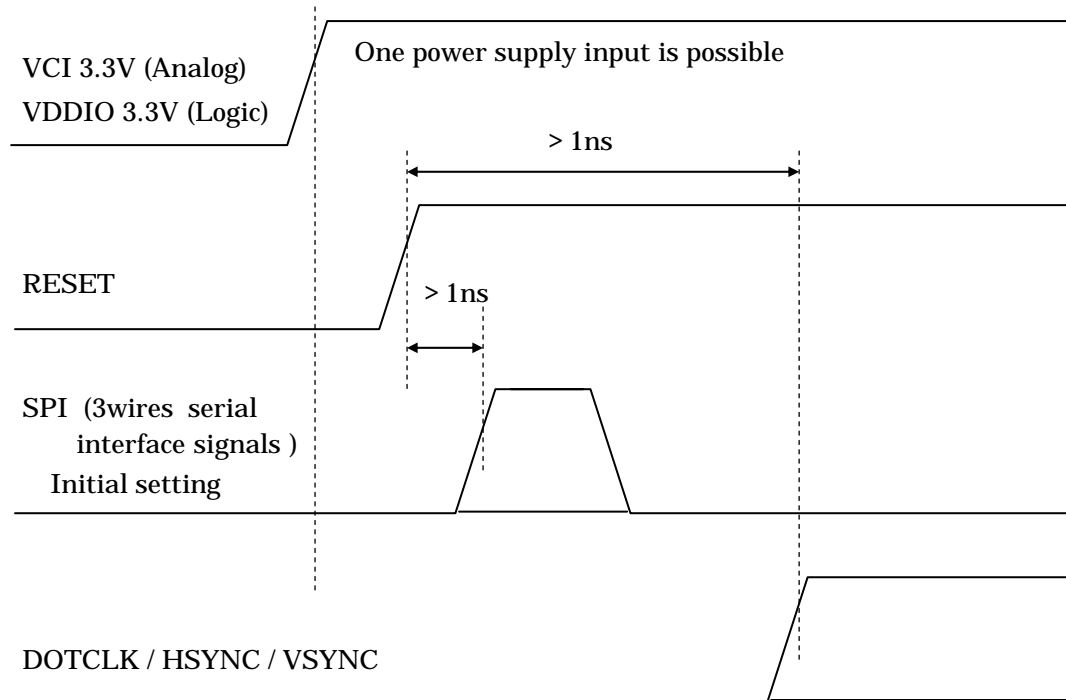 VCI 3.3V (Analog)
VDDIO 3.3V (Logic)
One power supply input is possible
> 1ns
RESET
> 1ns
SPI (3wires serial
interface signals )
Initial setting
DOTCLK / HSYNC / VSYNC